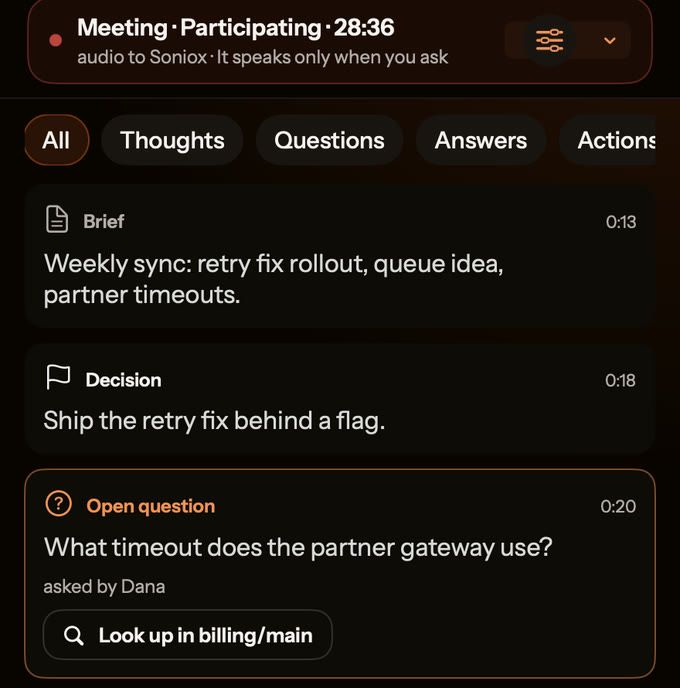 Meeting · Participating · 28:36
audio to Soniox · It speaks only when you ask
All
Thoughts
Questions
Answers
Actions
Brief
0:13
Weekly sync: retry fix rollout, queue idea,
partner timeouts.
Decision
0:18
Ship the retry fix behind a flag.
Open question
0:20
What timeout does the partner gateway use?
asked by Dana
Look up in billing/main